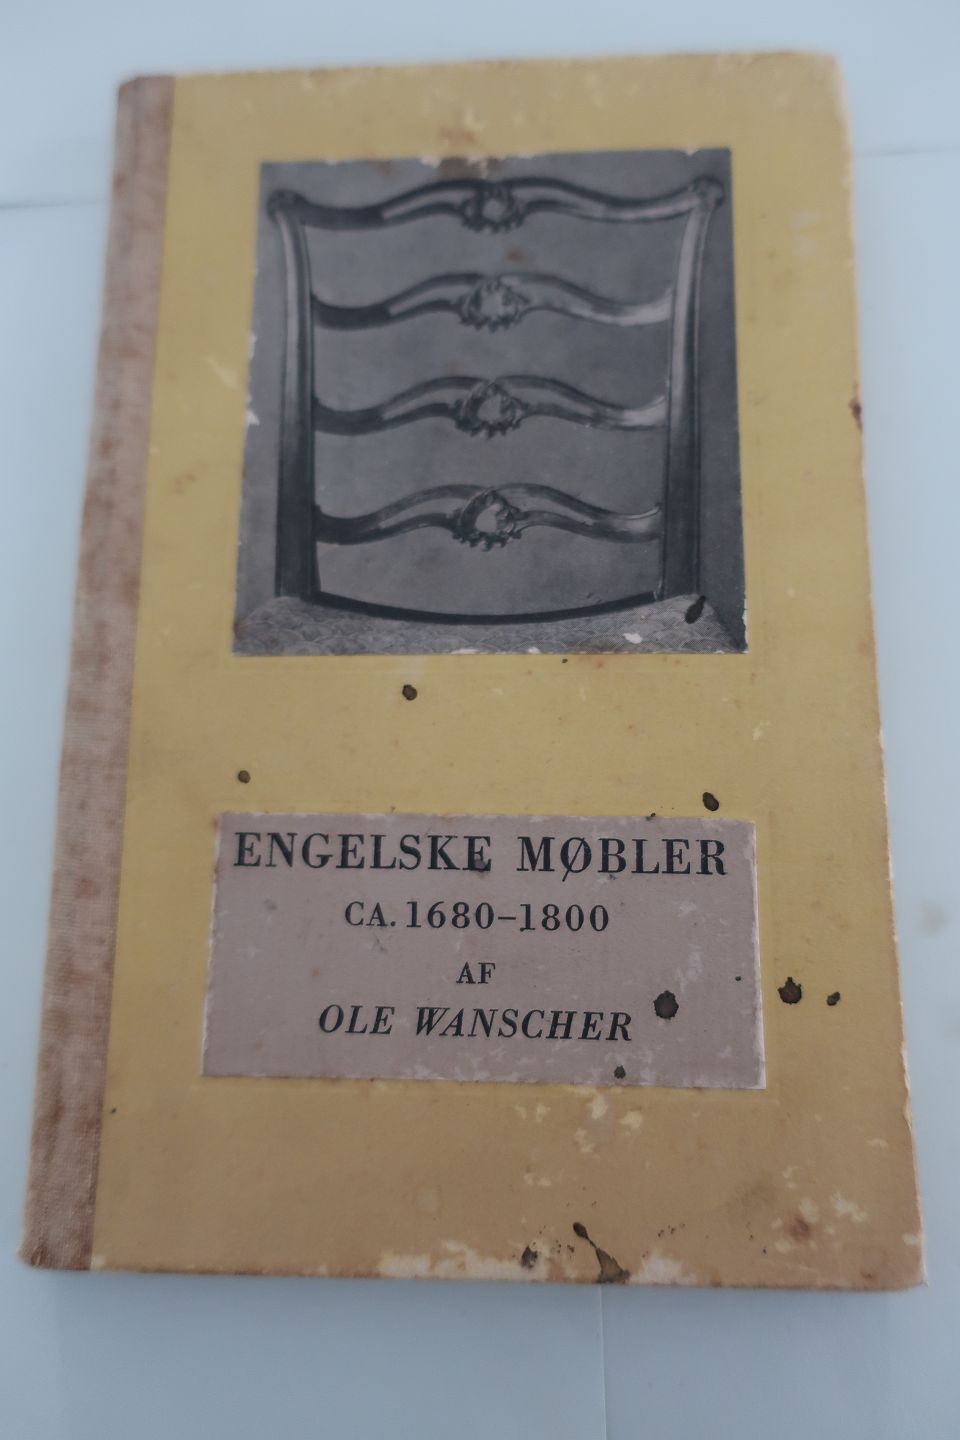 ENGELSKE MØBLER
CA. 1680–1800
AF
OLE WANSCHER